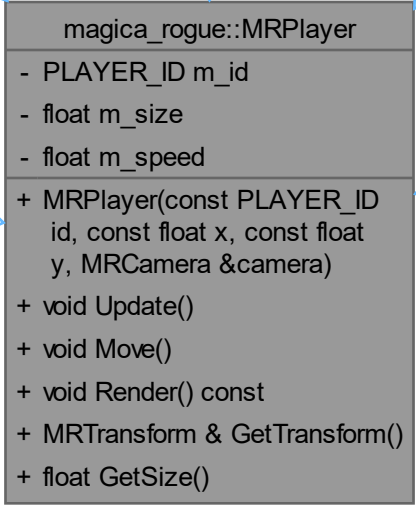 magica_rogue::MRPlayer
- PLAYER_ID m_id
- float m_size
- float m_speed
+ MRPlayer(const PLAYER_ID
id, const float x, const float
y, MRCamera &camera)
+ void Update()
+ void Move()
+ void Render() const
+ MRTransform & GetTransform()
+ float GetSize()